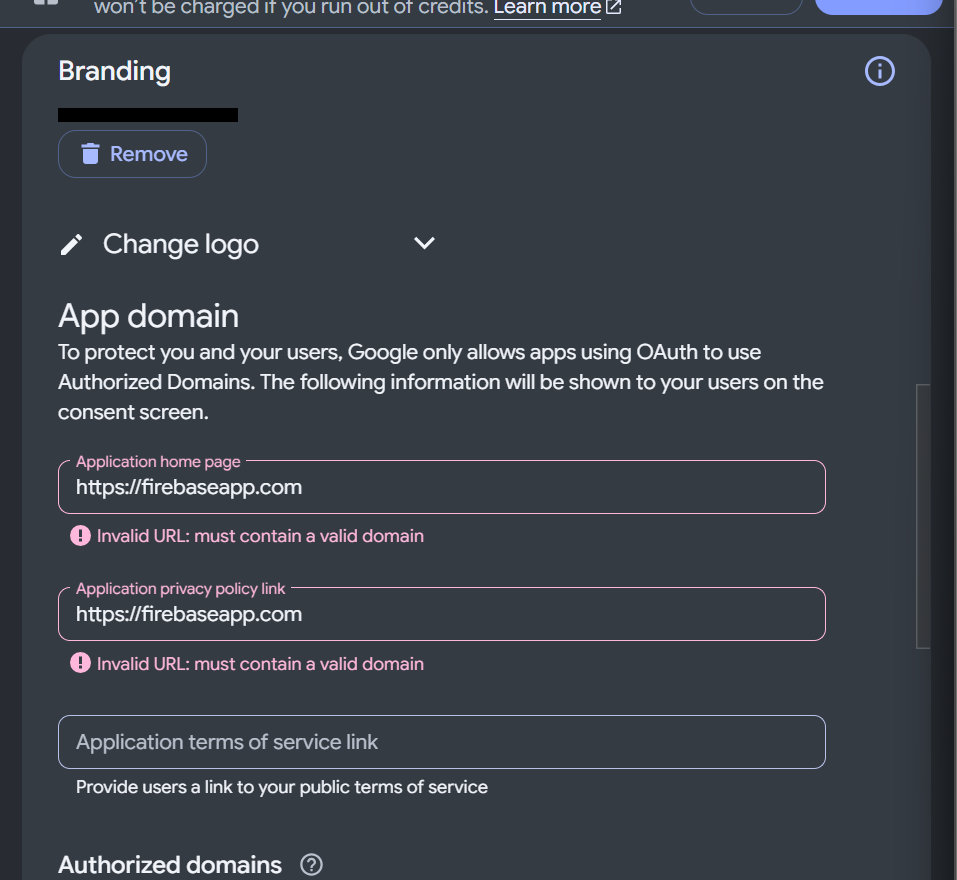 won't be charged if you run out of credits. Learn more
Branding
Remove
Change logo
App domain
To protect you and your users, Google only allows apps using OAuth to use
Authorized Domains. The following information will be shown to your users on the
consent screen.
Application home page
https://firebaseapp.com
Invalid URL: must contain a valid domain
Application privacy policy link
https://firebaseapp.com
Invalid URL: must contain a valid domain
Application terms of service link
Provide users a link to your public terms of service
Authorized domains